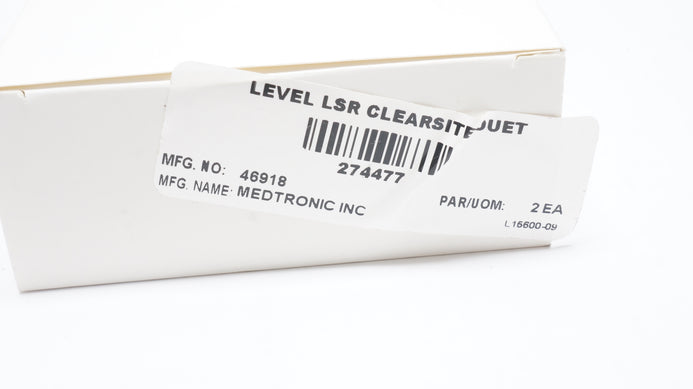 LEVEL LSR CLEARSITE DUET
274477
MFG. NO: 46918
MFG. NAME: MEDTRONIC INC
PAR/UOM: 2 EA
L15600-09